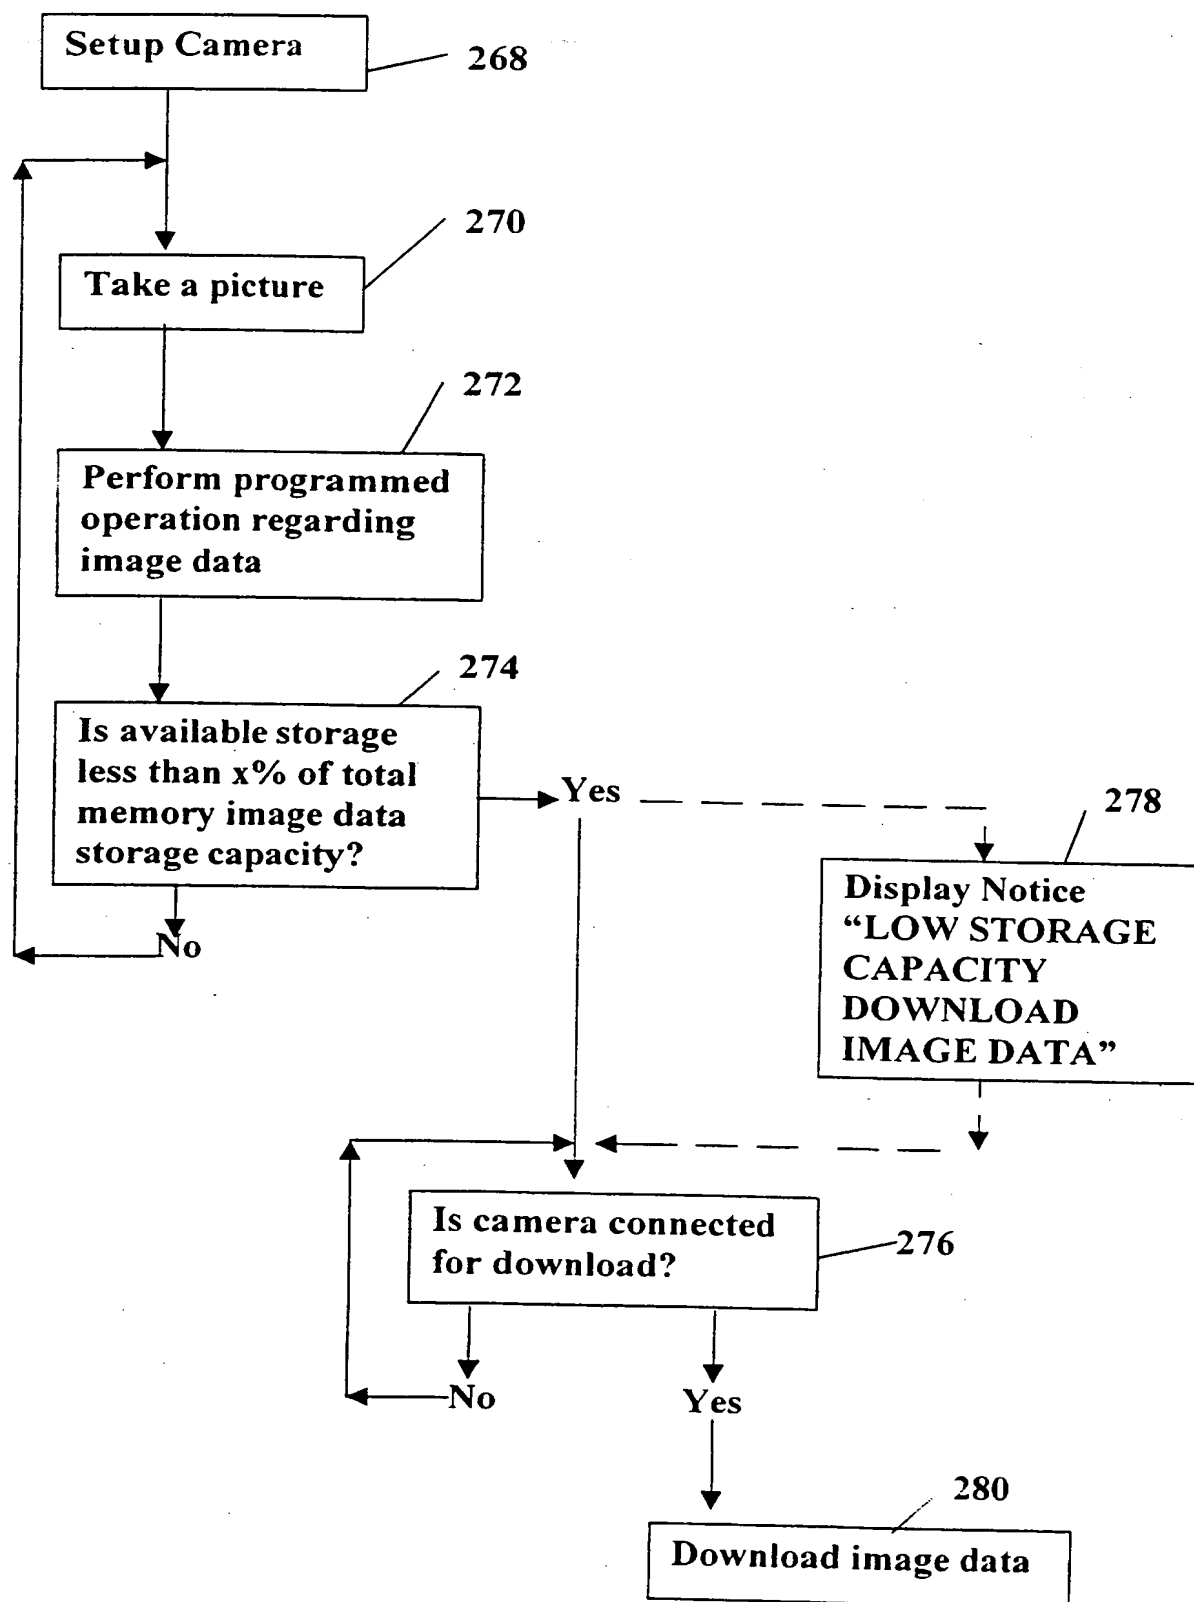 Setup Camera
268
270
Take a picture
272
Perform programmed
operation regarding
image data
274
Is available storage
less than x% of total
memory image data
storage capacity?
Yes
278
Display Notice
“LOW STORAGE
CAPACITY
DOWNLOAD
IMAGE DATA”
No
Is camera connected
for download?
276
No
Yes
280
Download image data